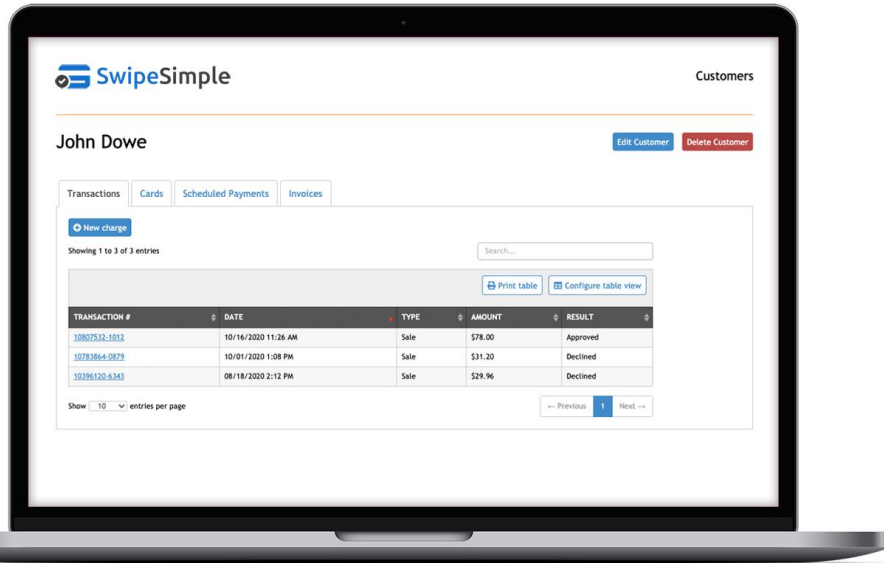 SwipeSimple
Customers
John Dowe
Edit Customer Delete Customer
Transactions Cards Scheduled Payments Invoices
New charge
Showing 1 to 3 of 3 entries
Search...
Print table Configure table view
TRANSACTION # DATE TYPE AMOUNT RESULT
10807532-1012 10/16/2020 11:26 AM Sale $78.00 Approved
10783864-0879 10/01/2020 1:08 PM Sale $31.20 Declined
10396120-6343 08/18/2020 2:12 PM Sale $29.96 Declined
Show 10 entries per page
← Previous 1 Next →